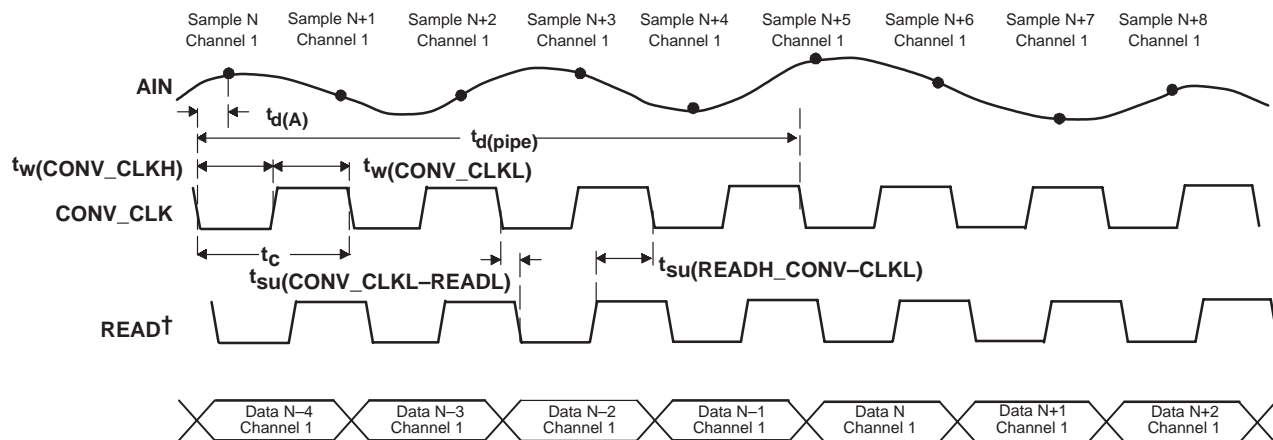 Sample N Sample N+1 Sample N+2 Sample N+3 Sample N+4 Sample N+5 Sample N+6 Sample N+7 Sample N+8
Channel 1 Channel 1 Channel 1 Channel 1 Channel 1 Channel 1 Channel 1 Channel 1 Channel 1
AIN
td(A)
td(pipe)
tw(CONV_CLKH) tw(CONV_CLKL)
CONV_CLK
tc
tsu(CONV_CLKL–READL) tsu(READH_CONV–CLKL)
READ†
Data N–4 Data N–3 Data N–2 Data N–1 Data N Data N+1 Data N+2
Channel 1 Channel 1 Channel 1 Channel 1 Channel 1 Channel 1 Channel 1